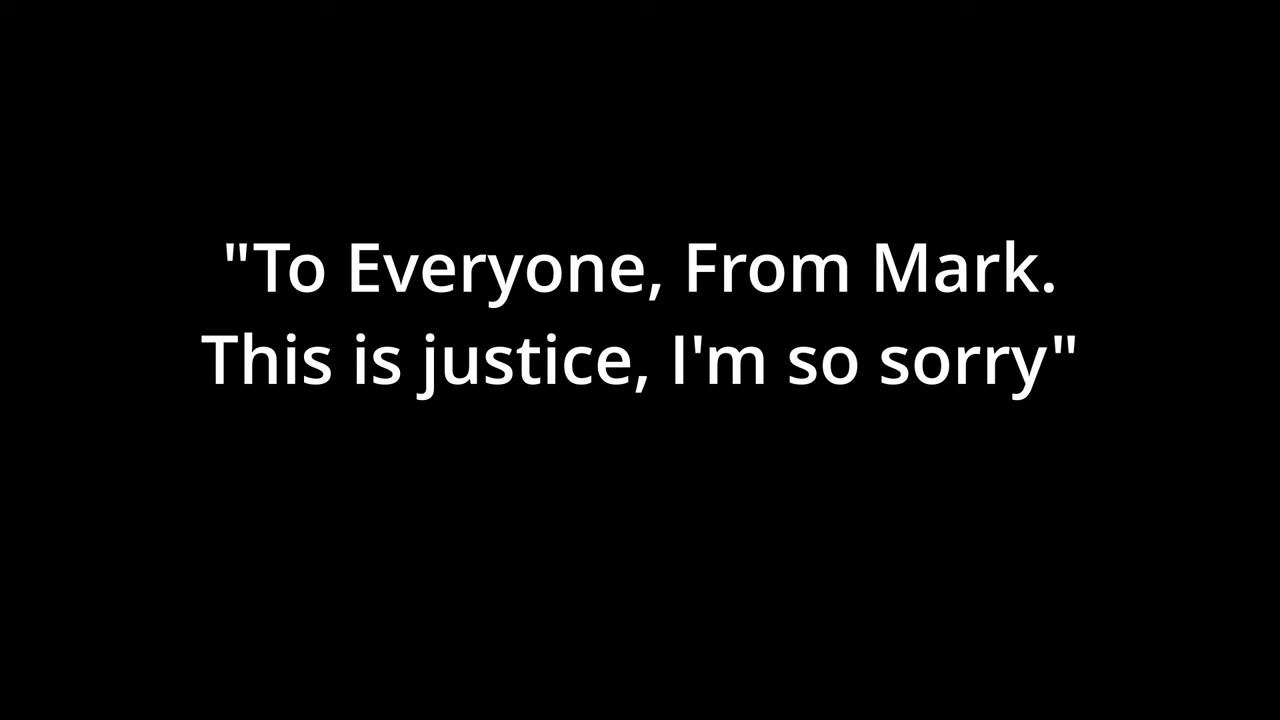 "To Everyone, From Mark.
This is justice, I'm so sorry"